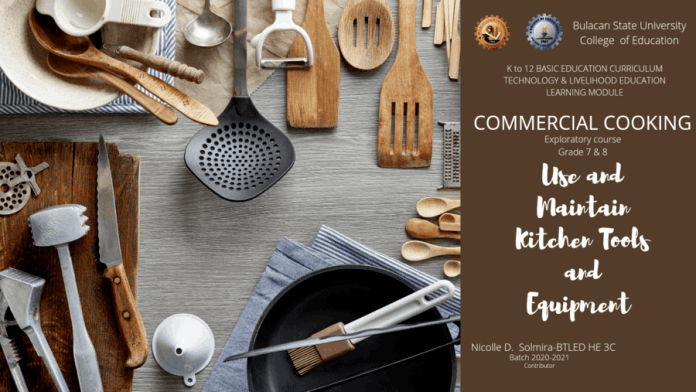 Bulacan State University
College of Education
K to 12 BASIC EDUCATION CURRICULUM
TECHNOLOGY & LIVELIHOOD EDUCATION
LEARNING MODULE
COMMERCIAL COOKING
Exploratory course
Grade 7 & 8
Use and
Maintain
Kitchen Tools
and
Equipment
Nicolle D. Solmira-BTLED HE 3C
Batch 2020-2021
Contributor